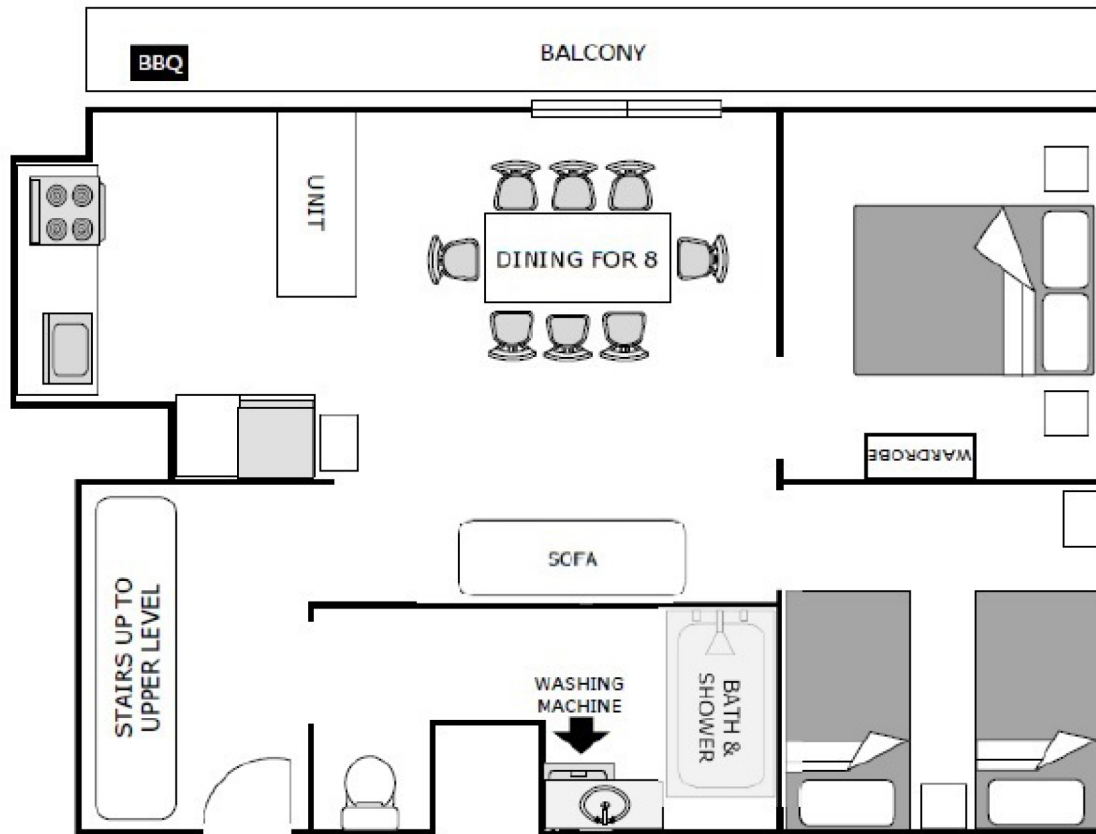 BALCONY
BBQ
UNIT
DINING FOR 8
WARDROBE
SOFA
STAIRS UP TO
UPPER LEVEL
WASHING
MACHINE
BATH &
SHOWER